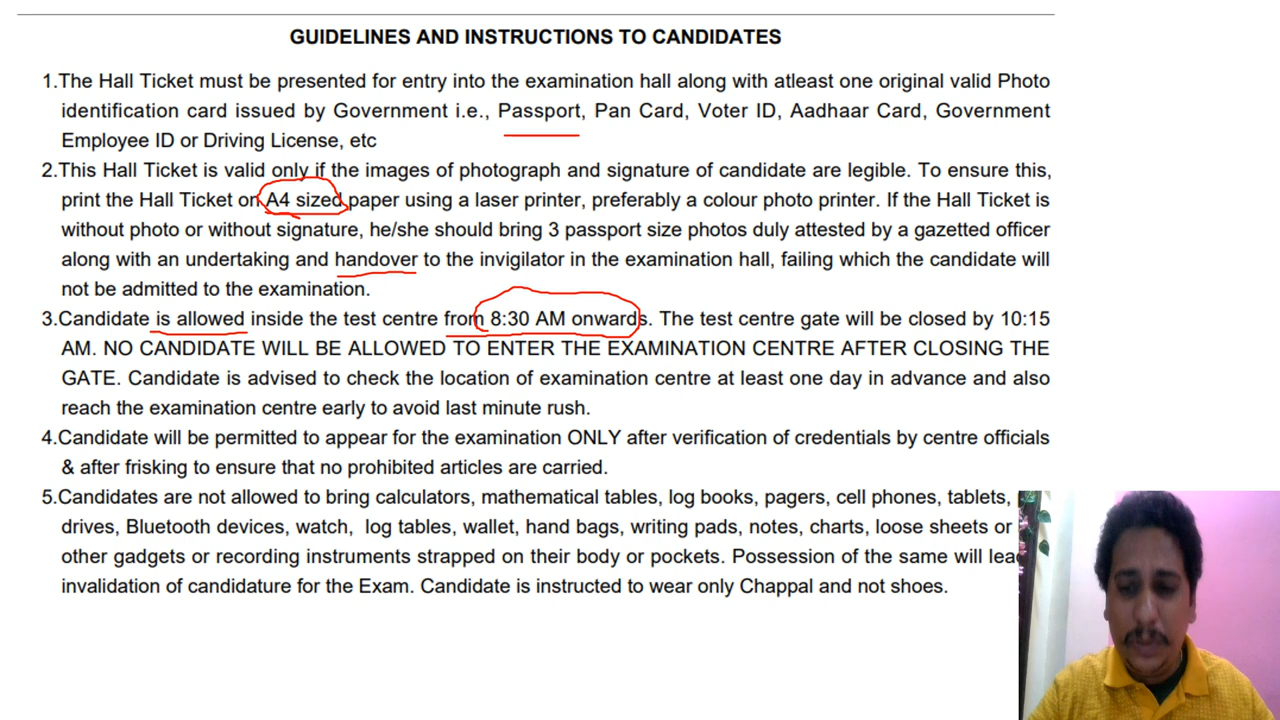 GUIDELINES AND INSTRUCTIONS TO CANDIDATES
1.The Hall Ticket must be presented for entry into the examination hall along with atleast one original valid Photo
identification card issued by Government i.e., Passport, Pan Card, Voter ID, Aadhaar Card, Government
Employee ID or Driving License, etc
2.This Hall Ticket is valid only if the images of photograph and signature of candidate are legible. To ensure this,
print the Hall Ticket on A4 sized paper using a laser printer, preferably a colour photo printer. If the Hall Ticket is
without photo or without signature, he/she should bring 3 passport size photos duly attested by a gazetted officer
along with an undertaking and handover to the invigilator in the examination hall, failing which the candidate will
not be admitted to the examination.
3.Candidate is allowed inside the test centre from 8:30 AM onwards. The test centre gate will be closed by 10:15
AM. NO CANDIDATE WILL BE ALLOWED TO ENTER THE EXAMINATION CENTRE AFTER CLOSING THE
GATE. Candidate is advised to check the location of examination centre at least one day in advance and also
reach the examination centre early to avoid last minute rush.
4.Candidate will be permitted to appear for the examination ONLY after verification of credentials by centre officials
& after frisking to ensure that no prohibited articles are carried.
5.Candidates are not allowed to bring calculators, mathematical tables, log books, pagers, cell phones, tablets,
drives, Bluetooth devices, watch, log tables, wallet, hand bags, writing pads, notes, charts, loose sheets or
other gadgets or recording instruments strapped on their body or pockets. Possession of the same will
invalidation of candidature for the Exam. Candidate is instructed to wear only Chappal and not shoes.